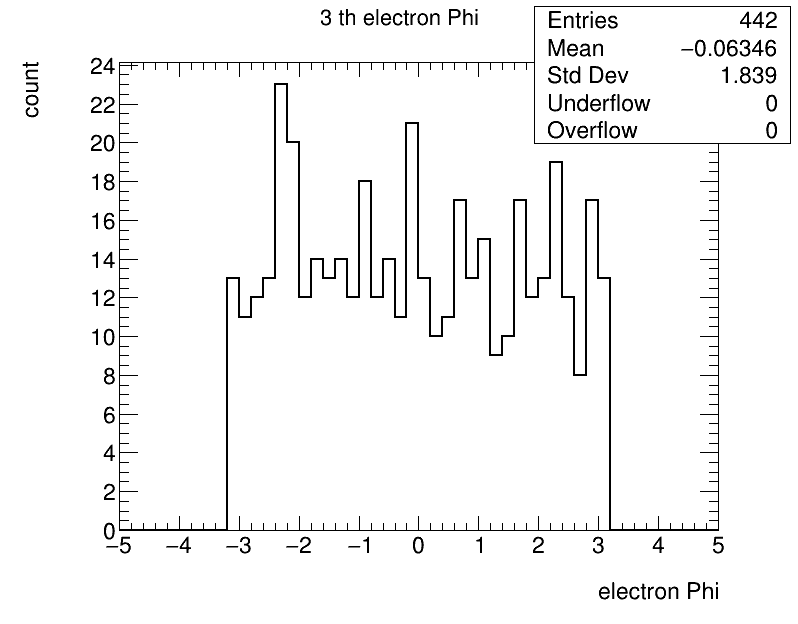 3 th electron Phi
Entries 442
Mean −0.06346
Std Dev 1.839
Underflow 0
Overflow 0
count
24
22
20
18
16
14
12
10
8
6
4
2
0
−5 −4 −3 −2 −1 0 1 2 3 4 5
electron Phi